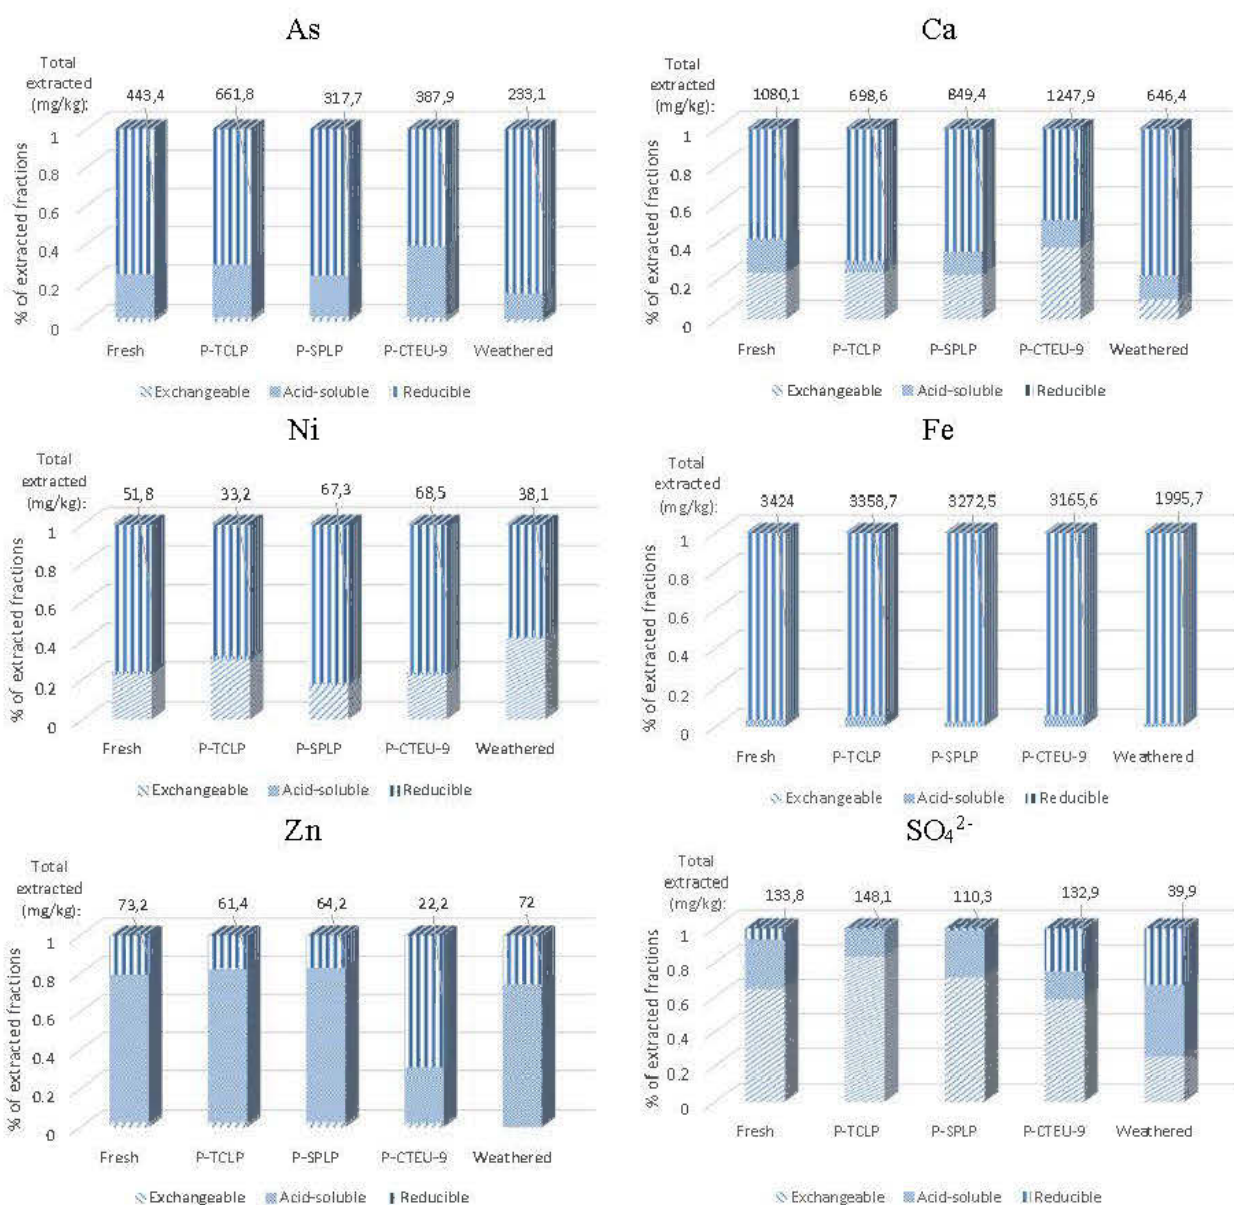 As
Total
extracted
(mg/kg):
443,4 661,8 317,7 387,9 233,1
% of extracted fractions
1
0.8
0.6
0.4
0.2
0
Fresh P-TCLP P-SPLP P-CTEU-9 Weathered
Exchangeable Acid-soluble Reducible
Ca
Total
extracted
(mg/kg):
1080,1 698,6 849,4 1247,9 646,4
% of extracted fractions
1
0.8
0.6
0.4
0.2
0
Fresh P-TCLP P-SPLP P-CTEU-9 Weathered
Exchangeable Acid-soluble Reducible
Ni
Total
extracted
(mg/kg):
51,8 33,2 67,3 68,5 38,1
% of extracted fractions
1
0.8
0.6
0.4
0.2
0
Fresh P-TCLP P-SPLP P-CTEU-9 Weathered
Exchangeable Acid-soluble Reducible
Fe
Total
extracted
(mg/kg):
3424 3358,7 3272,5 3165,6 1995,7
% of extracted fractions
1
0.8
0.6
0.4
0.2
0
Fresh P-TCLP P-SPLP P-CTEU-9 Weathered
Exchangeable Acid-soluble Reducible
Zn
Total
extracted
(mg/kg):
73,2 61,4 64,2 22,2 72
% of extracted fractions
1
0.8
0.6
0.4
0.2
0
Fresh P-TCLP P-SPLP P-CTEU-9 Weathered
Exchangeable Acid-soluble Reducible
SO₄²⁻
Total
extracted
(mg/kg):
133,8 148,1 110,3 132,9 39,9
% of extracted fractions
1
0.8
0.6
0.4
0.2
0
Fresh P-TCLP P-SPLP P-CTEU-9 Weathered
Exchangeable Acid-soluble Reducible